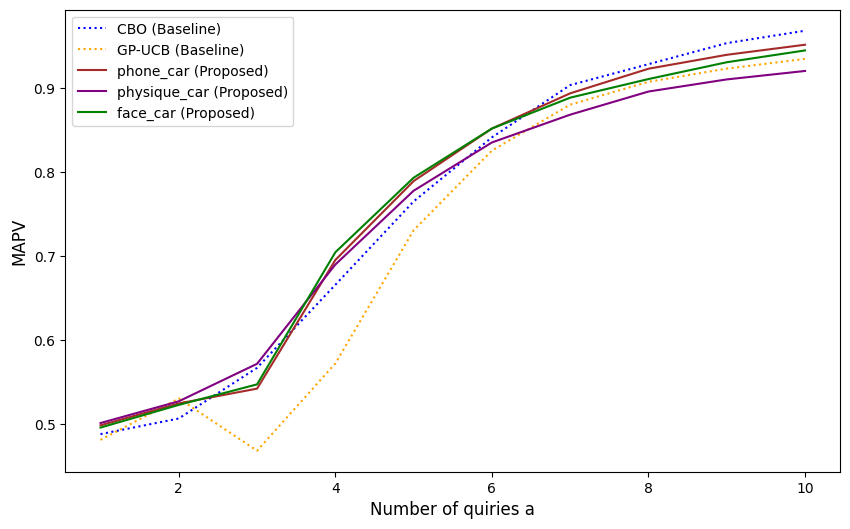 CBO (Baseline)
GP-UCB (Baseline)
phone_car (Proposed)
physique_car (Proposed)
face_car (Proposed)
0.9
0.8
0.7
0.6
0.5
MAPV
2 4 6 8 10
Number of quiries a